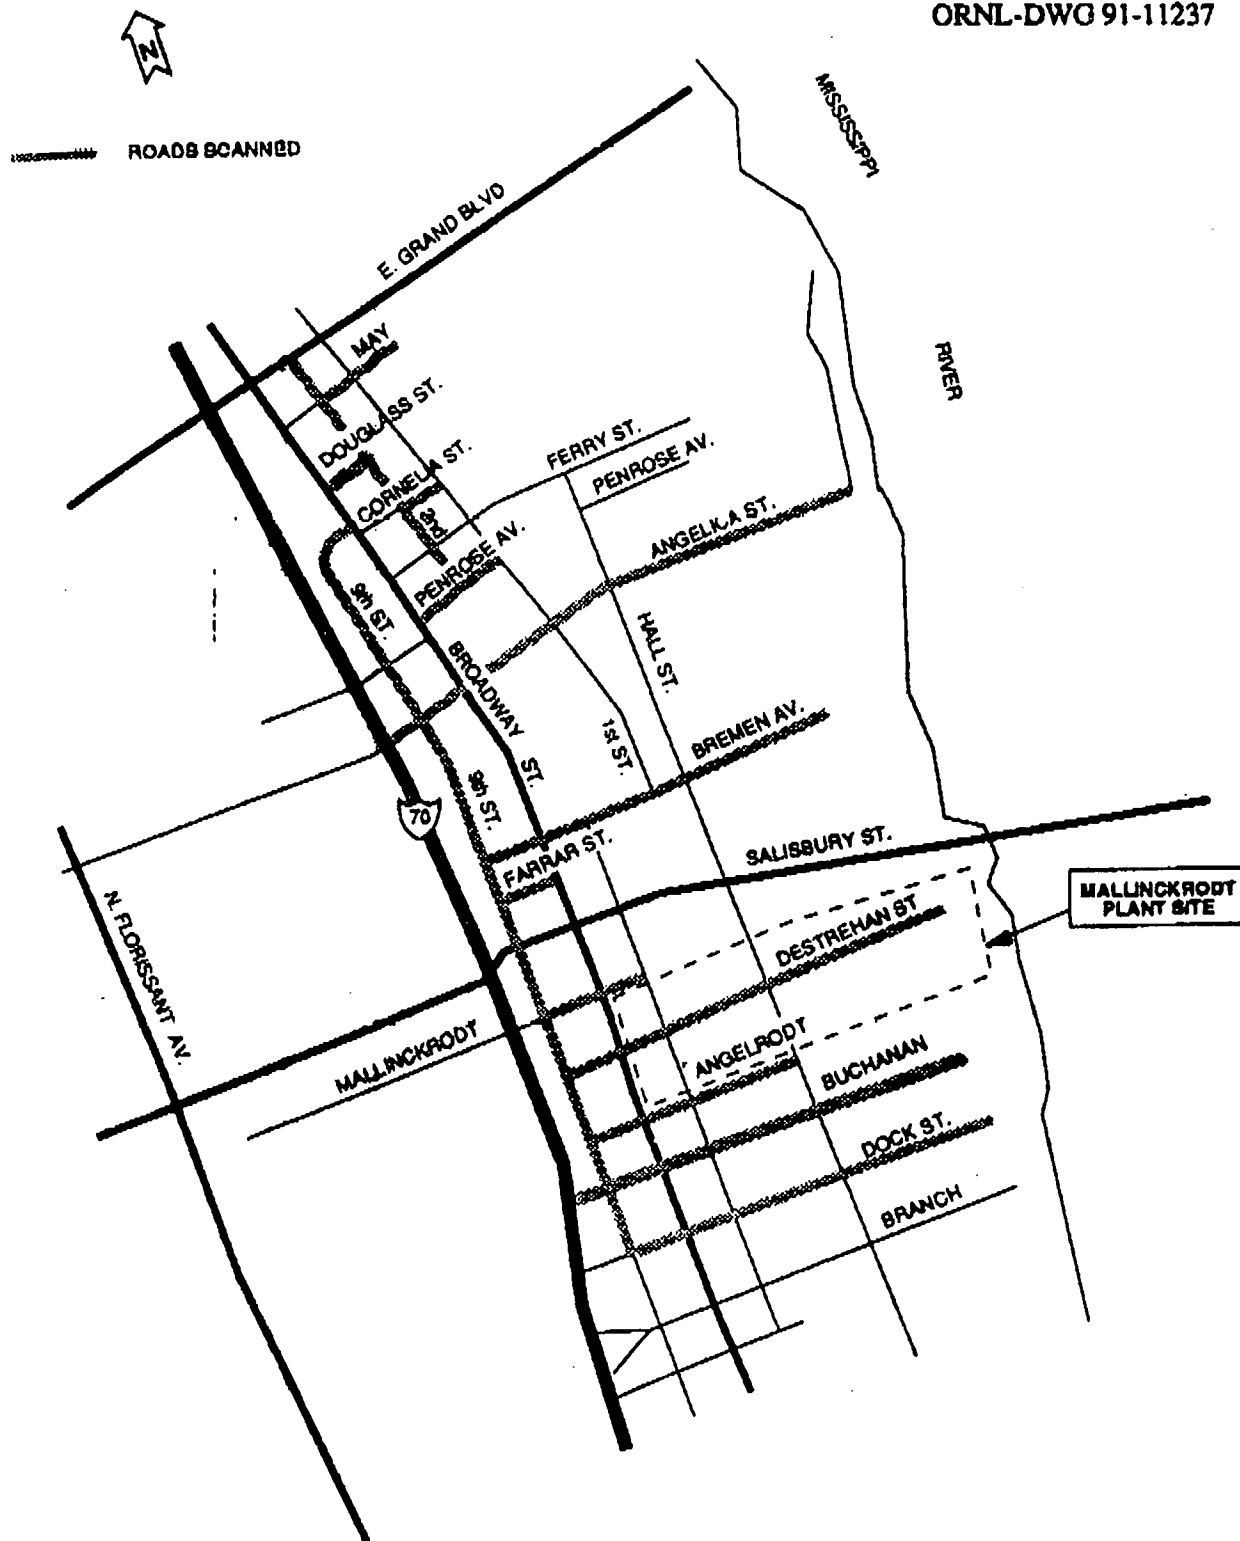 ORNL-DWG 91-11237
N
ROADS SCANNED
MISSISSIPPI
RIVER
E. GRAND BLVD
MAY
DOUGLASS ST.
CORNELIA ST.
2nd
FERRY ST.
PENROSE AV.
PENROSE AV.
ANGELICA ST.
9th ST.
BROADWAY ST.
HALL ST.
1st ST.
BREMEN AV.
9th ST.
70
FARRAR ST.
SALISBURY ST.
MALLINCKRODT
PLANT SITE
N. FLORISSANT AV.
DESTREHAN ST
MALLINCKRODT
ANGELRODT
BUCHANAN
DOCK ST.
BRANCH